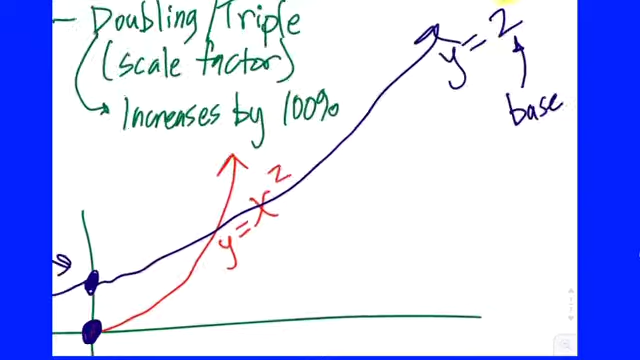 – Doubling/Triple
(scale factor)
Increases by 100%
y = 2
base
y = x²